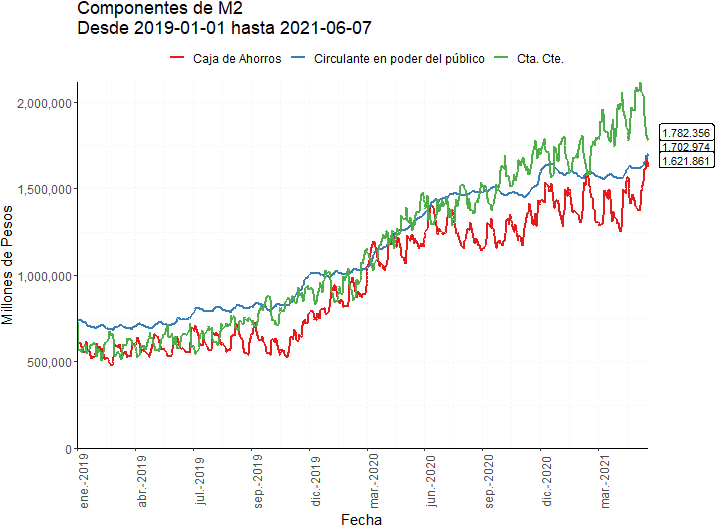 Componentes de M2
Desde 2019-01-01 hasta 2021-06-07
Caja de Ahorros Circulante en poder del público Cta. Cte.
Millones de Pesos
2,000,000
1,500,000
1,000,000
500,000
0
1.782.356
1.702.974
1.621.861
ene.-2019 abr.-2019 jul.-2019 sep.-2019 dic.-2019 mar.-2020 jun.-2020 sep.-2020 dic.-2020 mar.-2021
Fecha